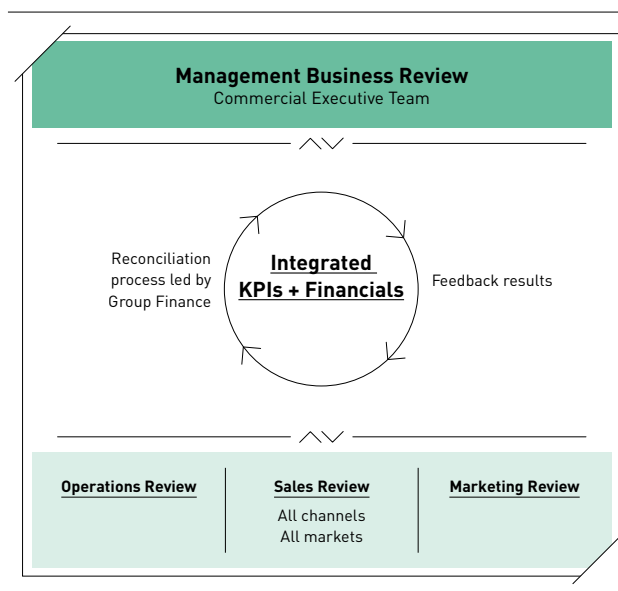 Management Business Review
Commercial Executive Team
Reconciliation
process led by
Group Finance
Integrated
KPIs + Financials
Feedback results
Operations Review
Sales Review
All channels
All markets
Marketing Review